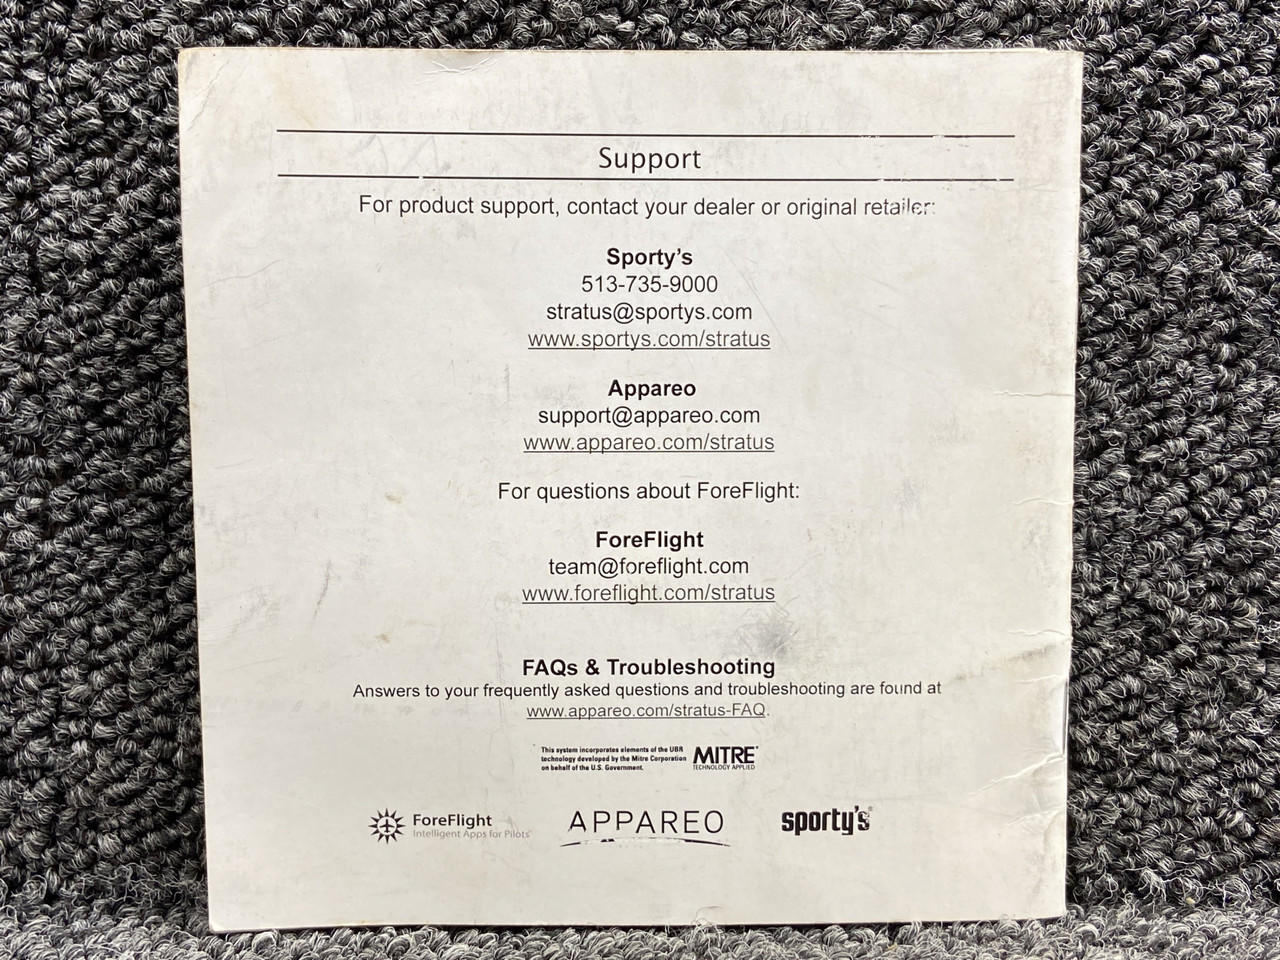 Support
For product support, contact your dealer or original retailer:
Sporty's
513-735-9000
stratus@sportys.com
www.sportys.com/stratus
Appareo
support@appareo.com
www.appareo.com/stratus
For questions about ForeFlight:
ForeFlight
team@foreflight.com
www.foreflight.com/stratus
FAQs & Troubleshooting
Answers to your frequently asked questions and troubleshooting are found at
www.appareo.com/stratus-FAQ.
This system incorporates elements of the UBR
technology developed by the Mitre Corporation
on behalf of the U.S. Government.
MITRE
TECHNOLOGY APPLIED
ForeFlight
Intelligent Apps for Pilots
APPAREO
sporty's®